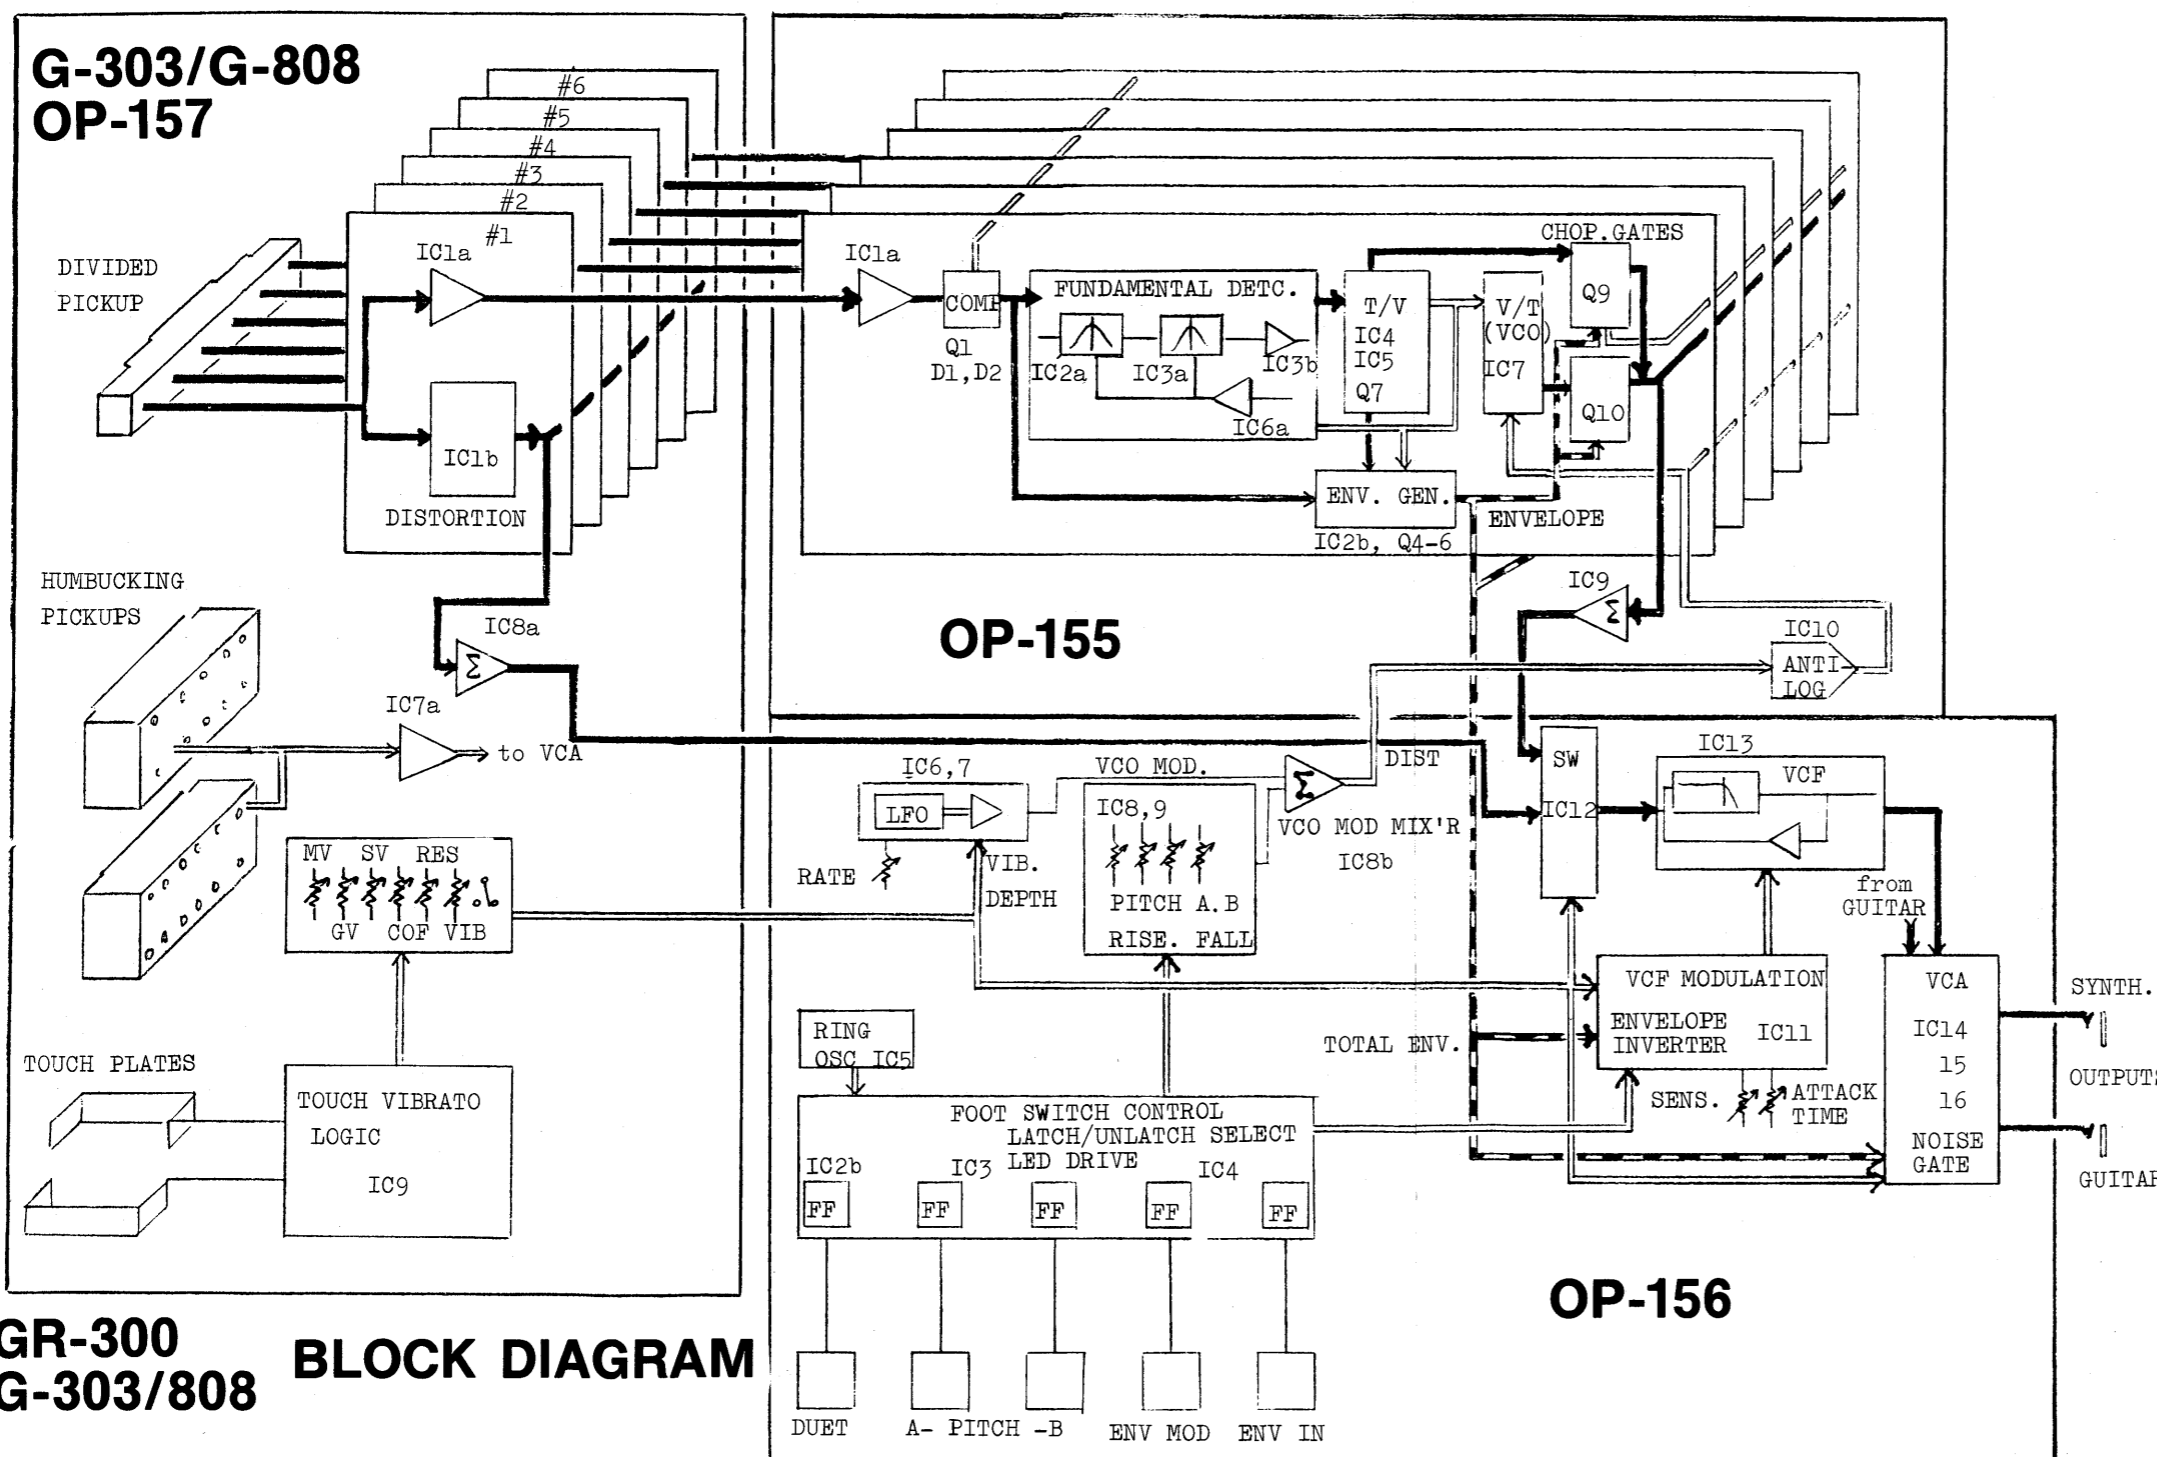 G-303/G-808
OP-157
#6
#5
#4
#3
#2
#1
IC1a
DIVIDED
PICKUP
IC1b
DISTORTION
HUMBUCKING
PICKUPS
IC8a
Σ
IC7a
to VCA
MV SV RES
GV COF VIB
TOUCH PLATES
TOUCH VIBRATO
LOGIC
IC9
GR-300
G-303/808
BLOCK DIAGRAM
IC1a
COMP
Q1
D1,D2
FUNDAMENTAL DETC.
IC2a
IC3a
IC3b
IC6a
T/V
IC4
IC5
Q7
V/T
(VCO)
IC7
CHOP.GATES
Q9
Q10
ENV. GEN.
ENVELOPE
IC2b, Q4-6
OP-155
IC9
Σ
IC10
ANTI
LOG
DIST
IC6,7
LFO
RATE
VIB.
DEPTH
VCO MOD.
IC8,9
PITCH A.B
RISE. FALL
Σ
VCO MOD MIX'R
IC8b
SW
IC12
IC13
VCF
from
GUITAR
VCF MODULATION
ENVELOPE
INVERTER
IC11
TOTAL ENV.
SENS.
ATTACK
TIME
VCA
IC14
15
16
NOISE
GATE
SYNTH.
OUTPUTS
GUITAR
RING
OSC IC5
FOOT SWITCH CONTROL
LATCH/UNLATCH SELECT
LED DRIVE
IC2b
IC3
IC4
FF
FF
FF
FF
FF
DUET
A- PITCH -B
ENV MOD
ENV IN
OP-156